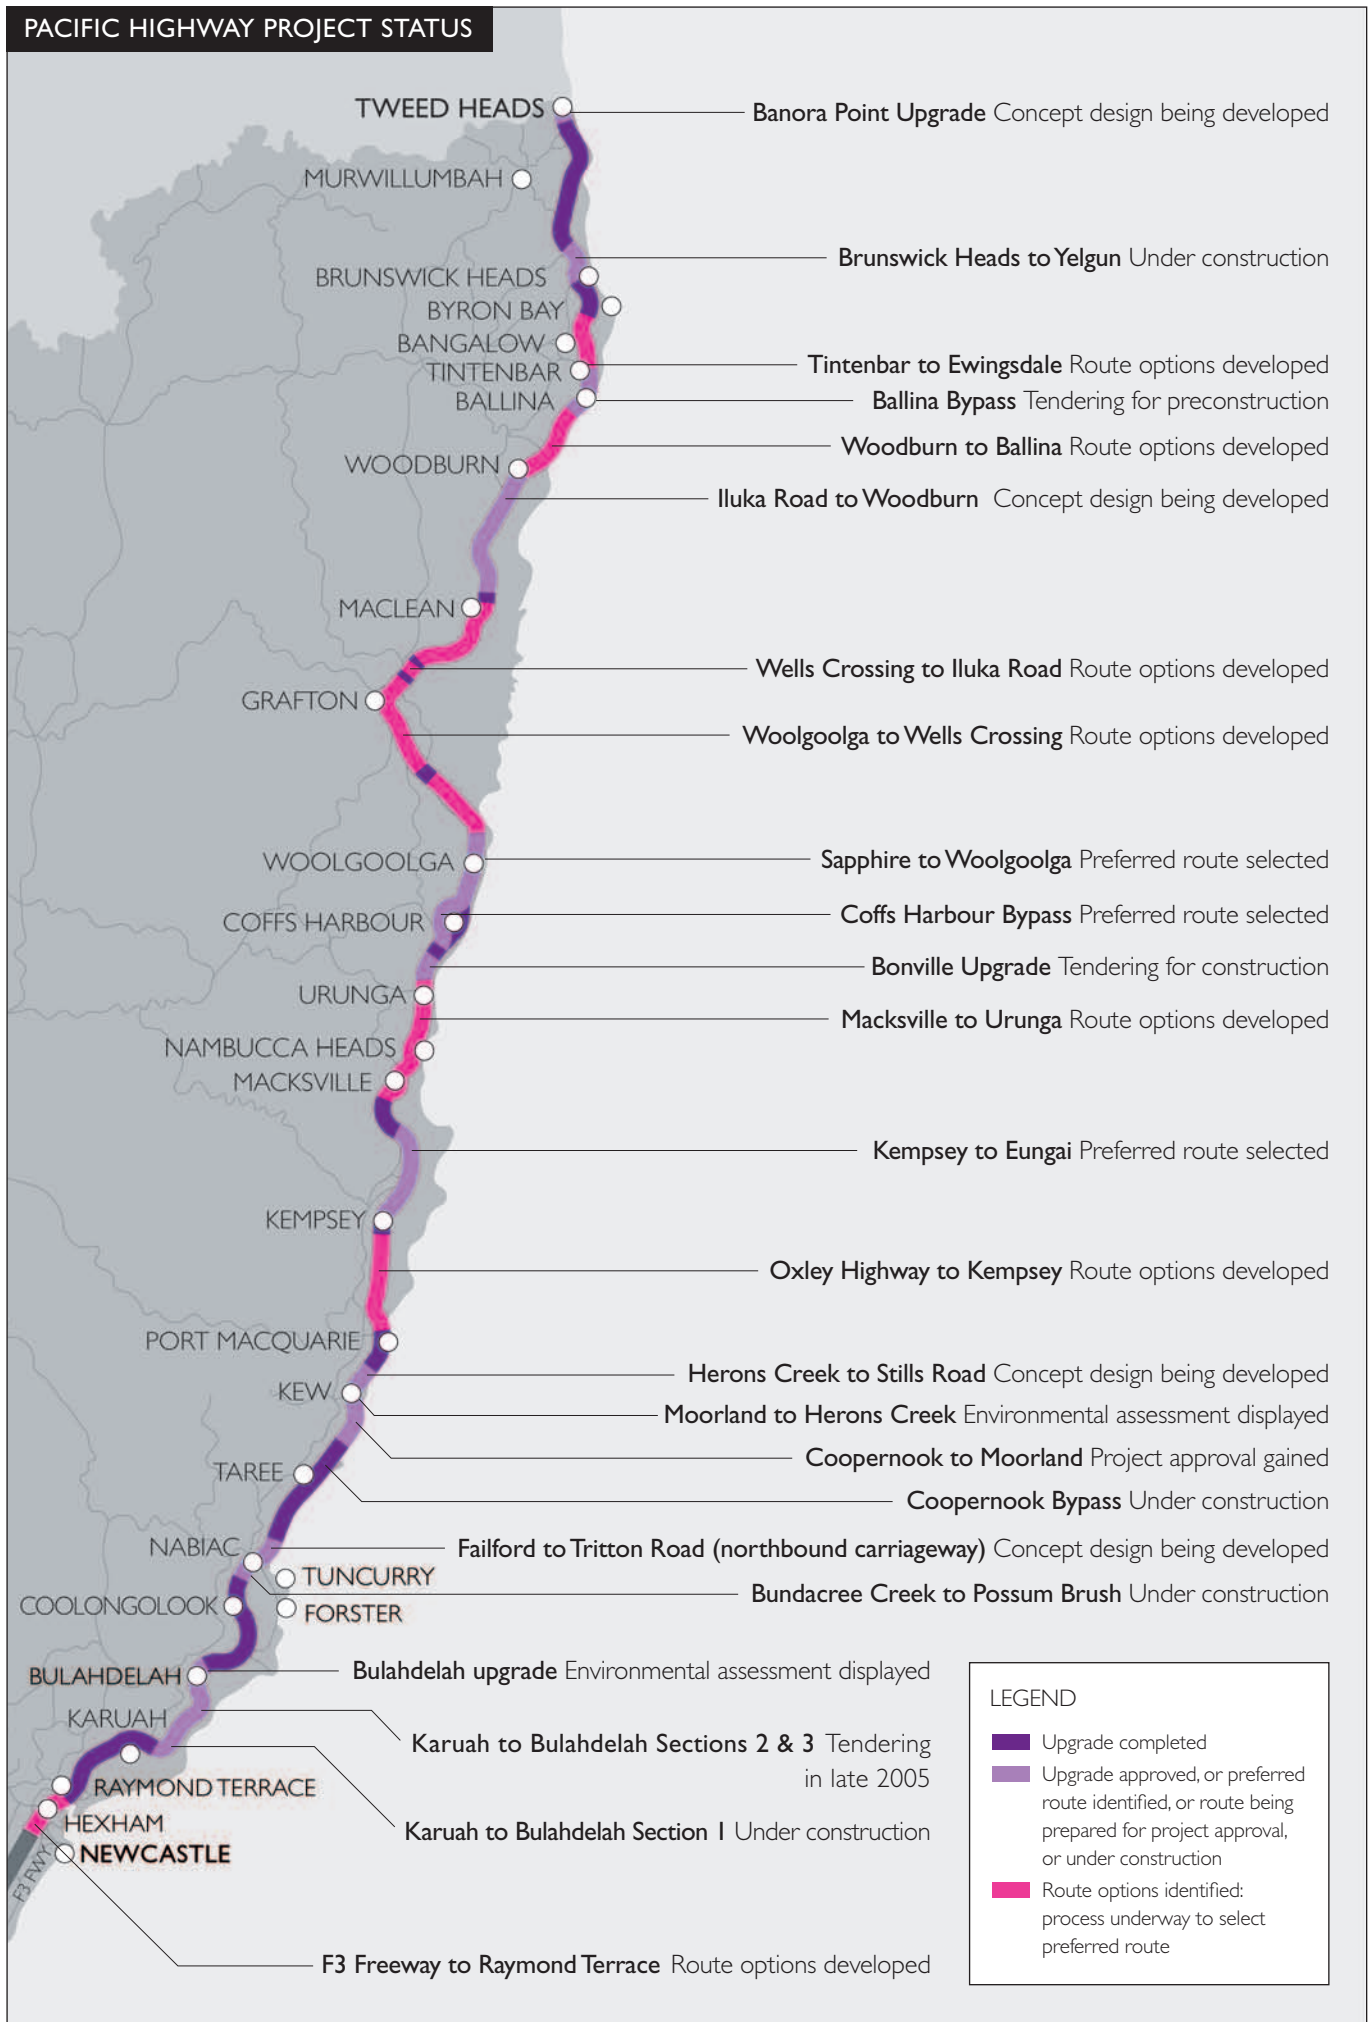 PACIFIC HIGHWAY PROJECT STATUS
TWEED HEADS
Banora Point Upgrade Concept design being developed
MURWILLUMBAH
Brunswick Heads to Yelgun Under construction
BRUNSWICK HEADS
BYRON BAY
BANGALOW
Tintenbar to Ewingsdale Route options developed
TINTENBAR
BALLINA
Ballina Bypass Tendering for preconstruction
Woodburn to Ballina Route options developed
WOODBURN
Iluka Road to Woodburn Concept design being developed
MACLEAN
Wells Crossing to Iluka Road Route options developed
GRAFTON
Woolgoolga to Wells Crossing Route options developed
WOOLGOOLGA
Sapphire to Woolgoolga Preferred route selected
COFFS HARBOUR
Coffs Harbour Bypass Preferred route selected
Bonville Upgrade Tendering for construction
URUNGA
Macksville to Urunga Route options developed
NAMBUCCA HEADS
MACKSVILLE
Kempsey to Eungai Preferred route selected
KEMPSEY
Oxley Highway to Kempsey Route options developed
PORT MACQUARIE
Herons Creek to Stills Road Concept design being developed
KEW
Moorland to Herons Creek Environmental assessment displayed
Coopernook to Moorland Project approval gained
TAREE
Coopernook Bypass Under construction
NABIAC
Failford to Tritton Road (northbound carriageway) Concept design being developed
TUNCURRY
Bundacree Creek to Possum Brush Under construction
COOLONGOLOOK
FORSTER
BULAHDELAH
Bulahdelah upgrade Environmental assessment displayed
KARUAH
Karuah to Bulahdelah Sections 2 & 3 Tendering
in late 2005
RAYMOND TERRACE
HEXHAM
Karuah to Bulahdelah Section 1 Under construction
NEWCASTLE
F3 FWY
F3 Freeway to Raymond Terrace Route options developed
LEGEND
Upgrade completed
Upgrade approved, or preferred
route identified, or route being
prepared for project approval,
or under construction
Route options identified:
process underway to select
preferred route